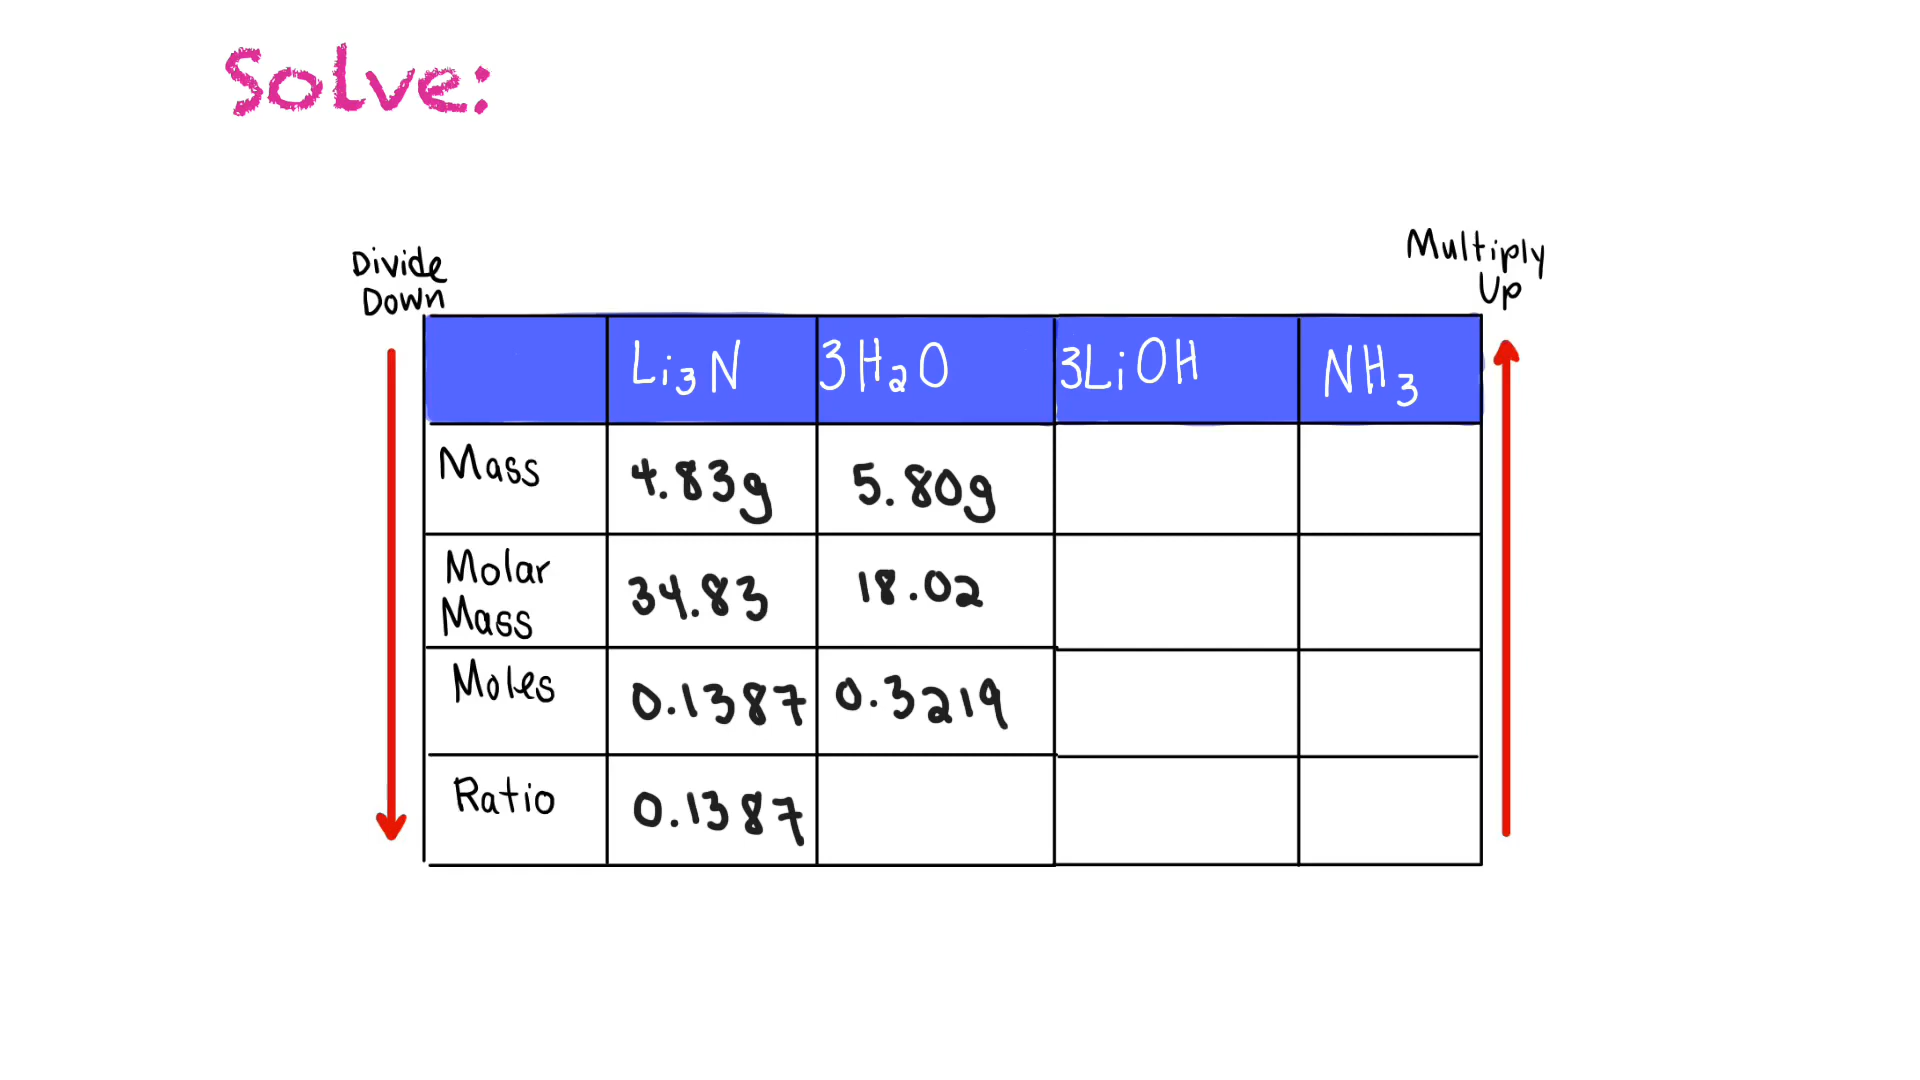 Solve:
Divide
Down
Multiply
Up
Li₃N 3H₂O 3LiOH NH₃
Mass 4.83g 5.80g
Molar
Mass 34.83 18.02
Moles 0.1387 0.3219
Ratio 0.1387